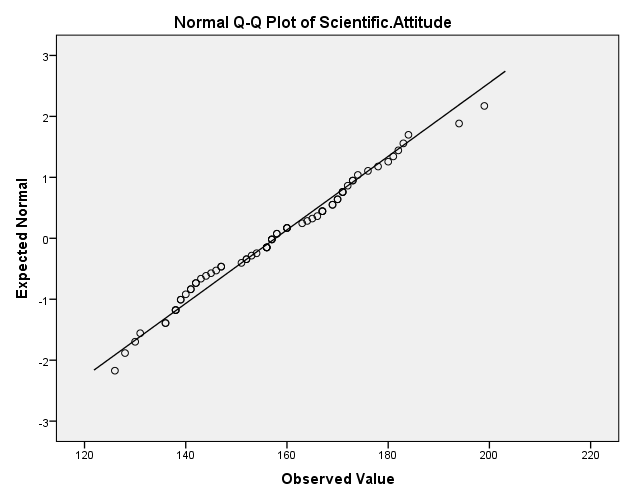 Normal Q-Q Plot of Scientific.Attitude
3
2
1
0
-1
-2
-3
Expected Normal
120 140 160 180 200 220
Observed Value